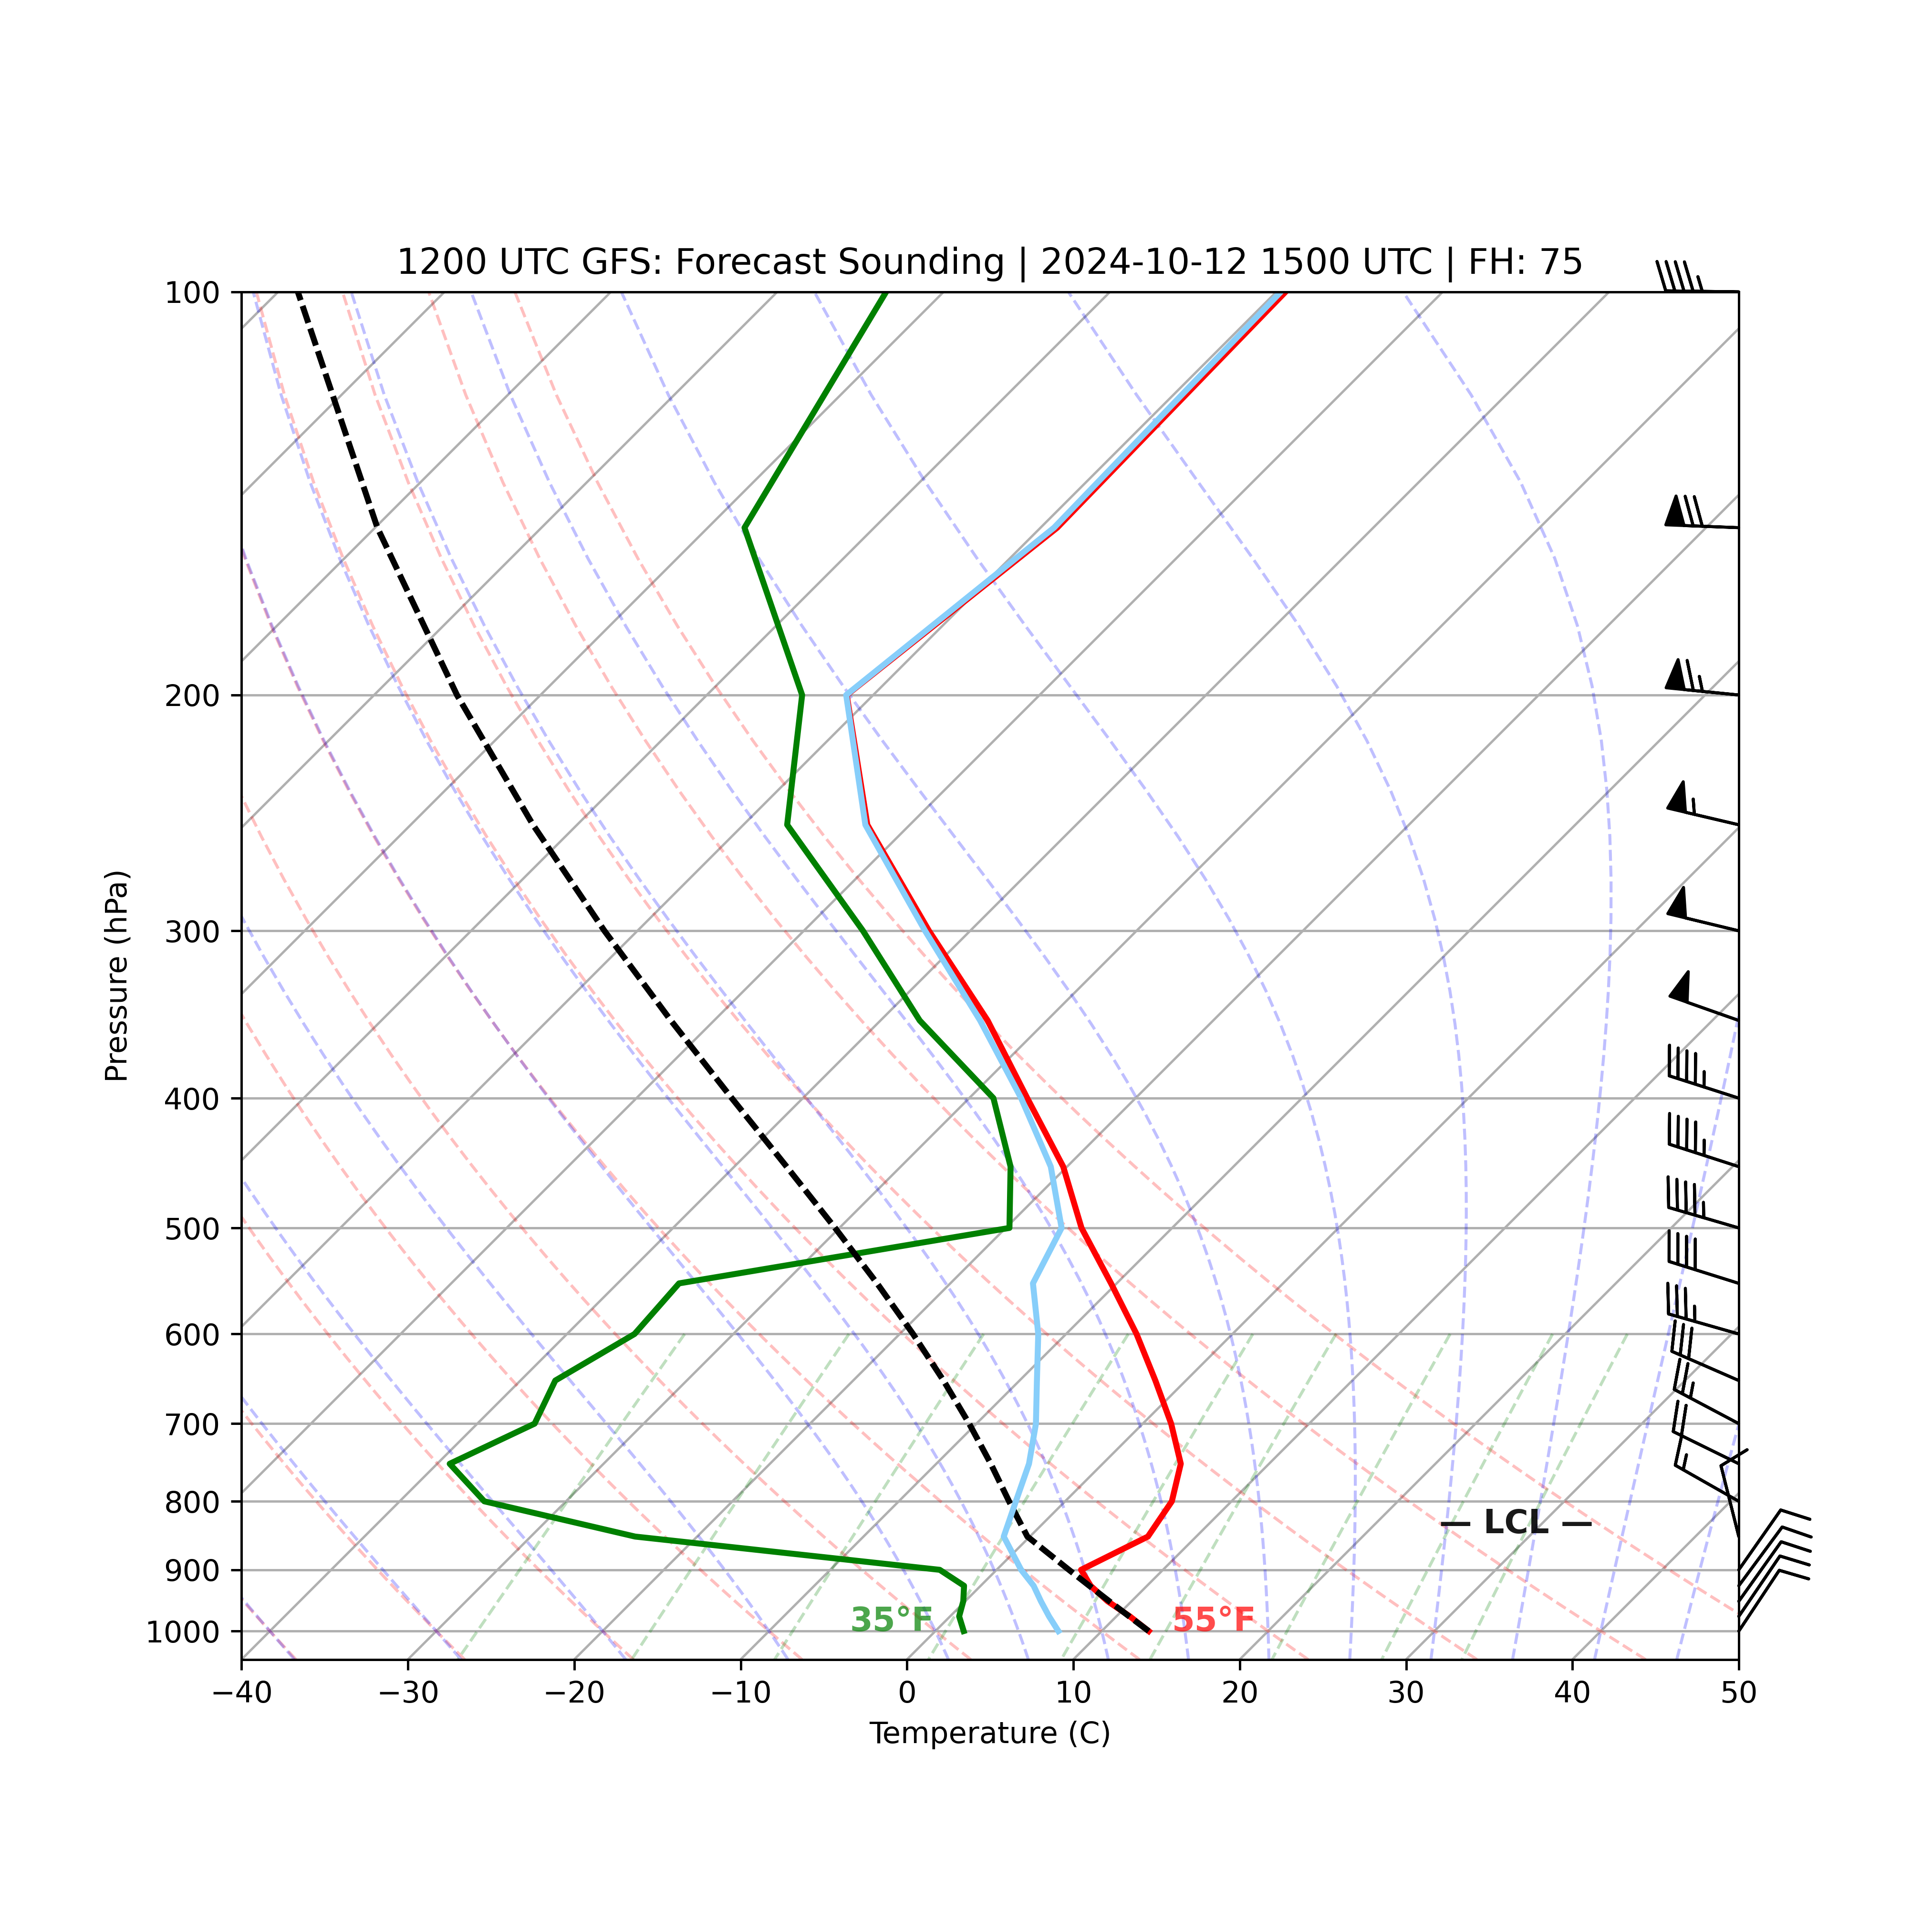 1200 UTC GFS: Forecast Sounding | 2024-10-12 1500 UTC | FH: 75
100
200
300
400
500
600
700
800
900
1000
Pressure (hPa)
— LCL —
35°F
55°F
−40 −30 −20 −10 0 10 20 30 40 50
Temperature (C)